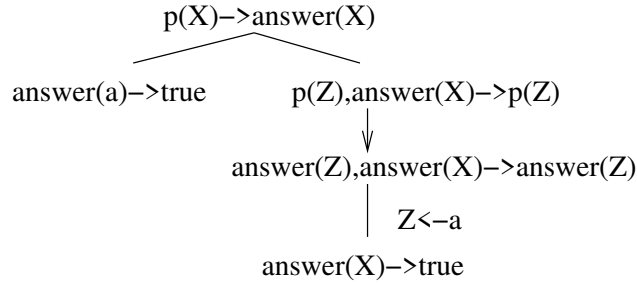 p(X)−>answer(X)
answer(a)−>true
p(Z),answer(X)−>p(Z)
answer(Z),answer(X)−>answer(Z)
Z<−a
answer(X)−>true